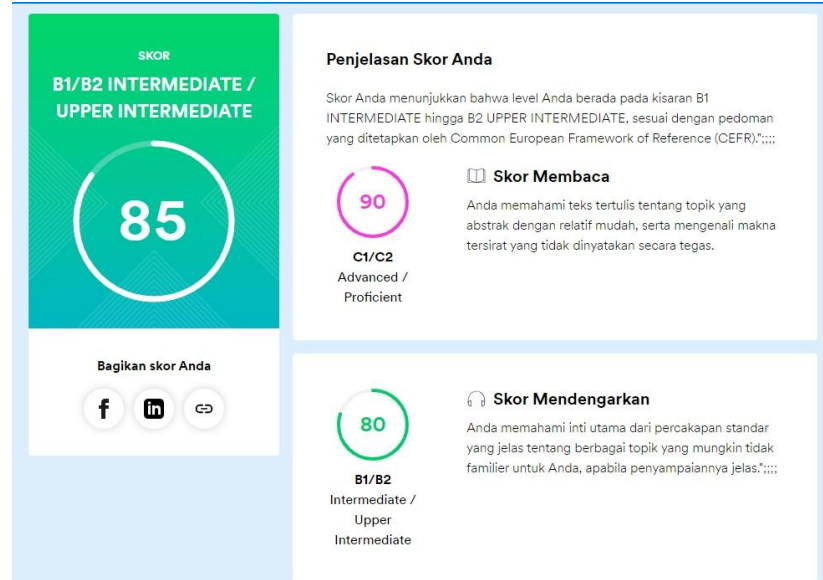 SKOR
B1/B2 INTERMEDIATE /
UPPER INTERMEDIATE
85
Bagikan skor Anda
f
in
Penjelasan Skor Anda
Skor Anda menunjukkan bahwa level Anda berada pada kisaran B1
INTERMEDIATE hingga B2 UPPER INTERMEDIATE, sesuai dengan pedoman
yang ditetapkan oleh Common European Framework of Reference (CEFR).";;;;
90
C1/C2
Advanced /
Proficient
Skor Membaca
Anda memahami teks tertulis tentang topik yang
abstrak dengan relatif mudah, serta mengenali makna
tersirat yang tidak dinyatakan secara tegas.
80
B1/B2
Intermediate /
Upper
Intermediate
Skor Mendengarkan
Anda memahami inti utama dari percakapan standar
yang jelas tentang berbagai topik yang mungkin tidak
familier untuk Anda, apabila penyampaiannya jelas.";;;;